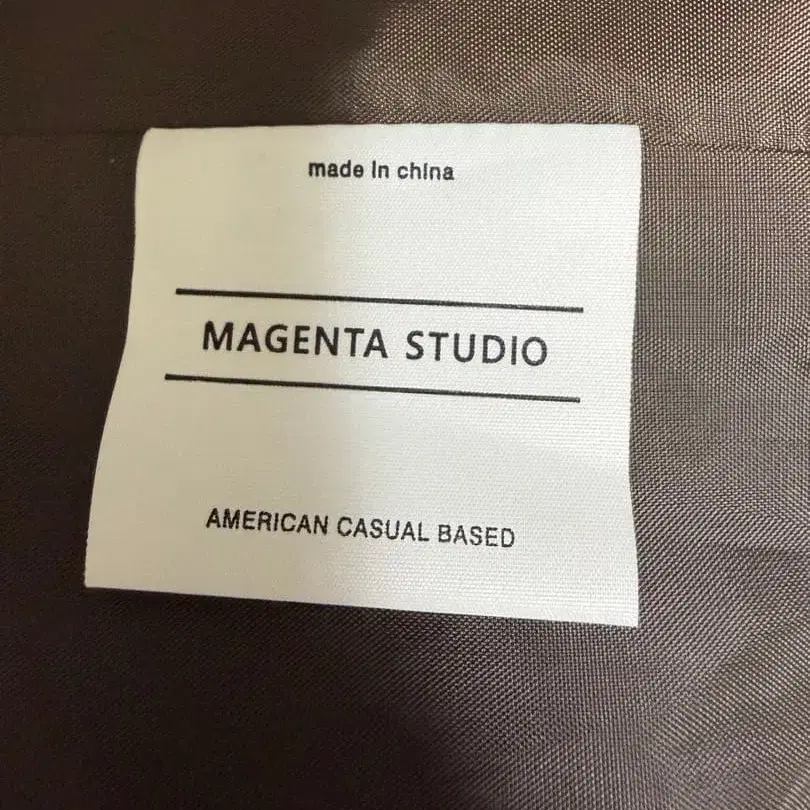 made in china
MAGENTA STUDIO
AMERICAN CASUAL BASED